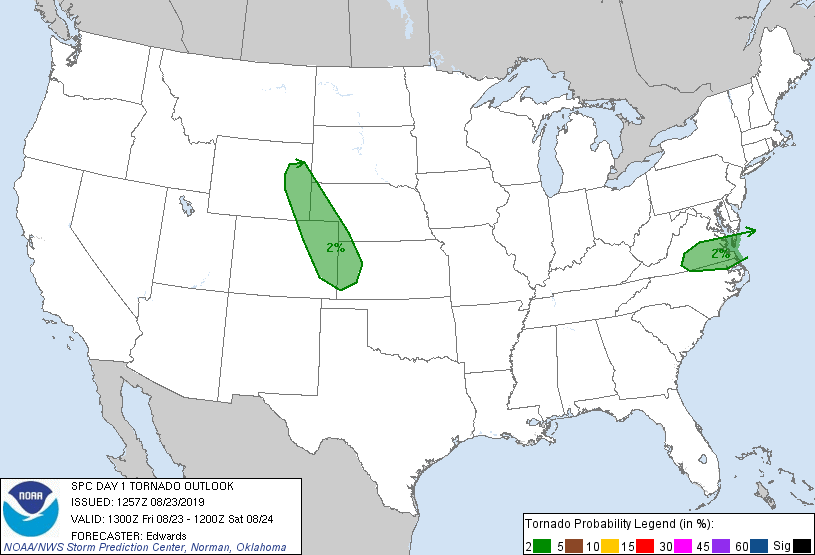 2%
2%
NOAA
SPC DAY 1 TORNADO OUTLOOK
ISSUED: 1257Z 08/23/2019
VALID: 1300Z Fri 08/23 - 1200Z Sat 08/24
FORECASTER: Edwards
NOAA/NWS Storm Prediction Center, Norman, Oklahoma
Tornado Probability Legend (in %):
2 5 10 15 30 45 60 Sig